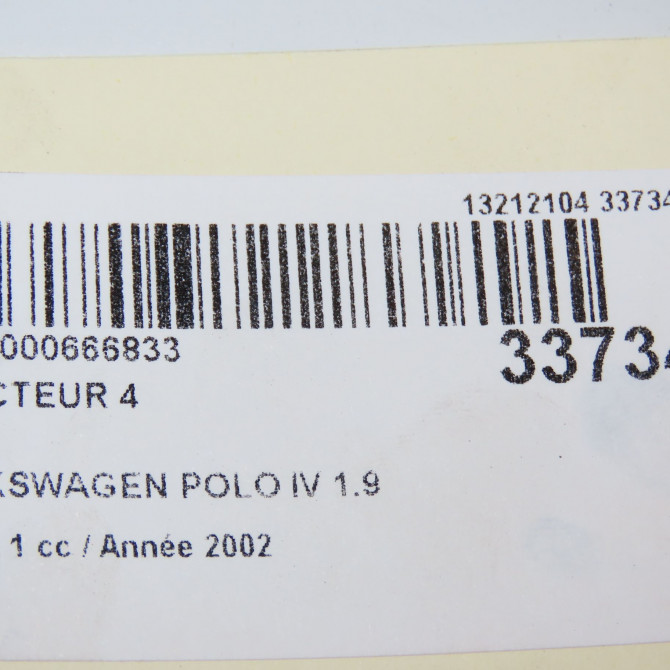 13212104 33734
000666833
33734
CTEUR 4
KSWAGEN POLO IV 1.9
1 cc / Année 2002